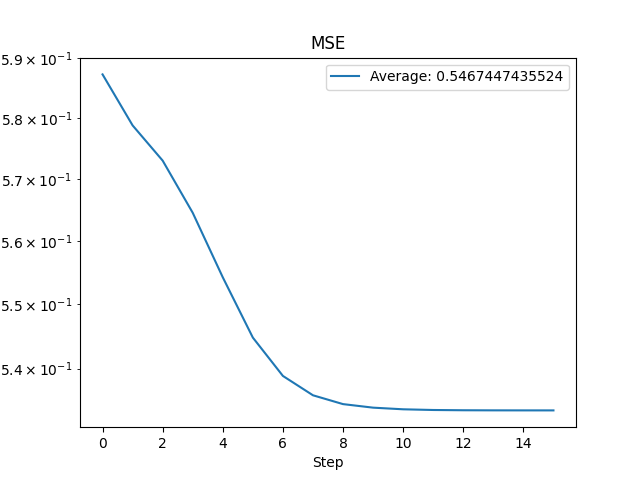 MSE
Average: 0.5467447435524
5.9 × 10⁻¹
5.8 × 10⁻¹
5.7 × 10⁻¹
5.6 × 10⁻¹
5.5 × 10⁻¹
5.4 × 10⁻¹
0 2 4 6 8 10 12 14
Step